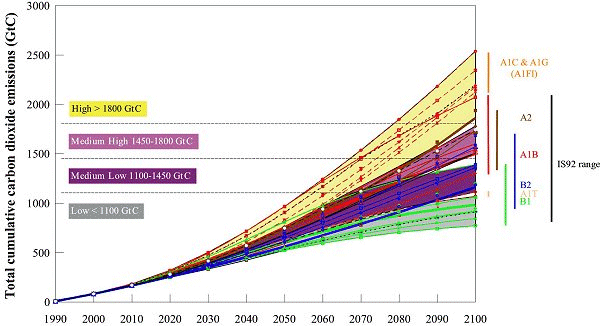 Total cumulative carbon dioxide emissions (GtC)
3000
2500
2000
1500
1000
500
0
High > 1800 GtC
Medium High 1450-1800 GtC
Medium Low 1100-1450 GtC
Low < 1100 GtC
1990 2000 2010 2020 2030 2040 2050 2060 2070 2080 2090 2100
A1C & A1G
(A1FI)
A2
A1B
IS92 range
B2
A1T
B1